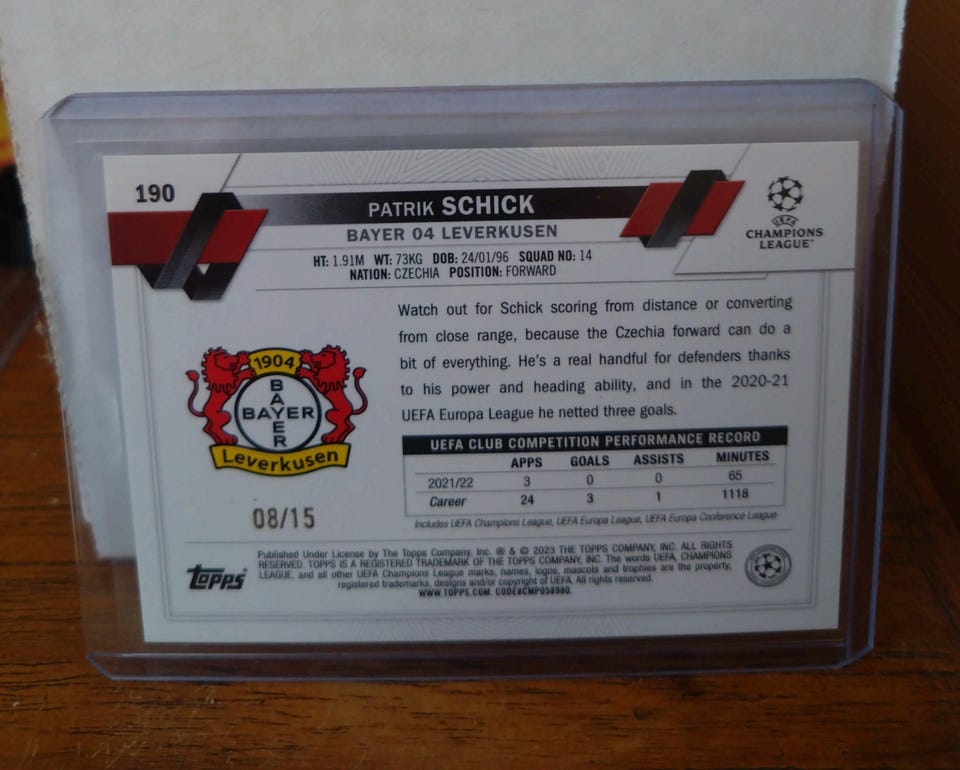 190
PATRIK SCHICK
BAYER 04 LEVERKUSEN
HT: 1.91M WT: 73KG DOB: 24/01/96 SQUAD NO: 14
NATION: CZECHIA POSITION: FORWARD
UEFA
CHAMPIONS
LEAGUE
Watch out for Schick scoring from distance or converting
from close range, because the Czechia forward can do a
bit of everything. He's a real handful for defenders thanks
to his power and heading ability, and in the 2020-21
UEFA Europa League he netted three goals.
1904
BAYER
BAYER
Leverkusen
08/15
UEFA CLUB COMPETITION PERFORMANCE RECORD
APPS GOALS ASSISTS MINUTES
2021/22 3 0 0 65
Career 24 3 1 1118
Includes UEFA Champions League, UEFA Europa League, UEFA Europa Conference League
Topps
Published Under License by The Topps Company, Inc. ® & © 2023 THE TOPPS COMPANY, INC. ALL RIGHTS
RESERVED. TOPPS IS A REGISTERED TRADEMARK OF THE TOPPS COMPANY, INC. The words UEFA, CHAMPIONS
LEAGUE, and all other UEFA Champions League marks, names, logos, mascots and trophies are the property,
registered trademarks, designs and/or copyright of UEFA. All rights reserved.
WWW.TOPPS.COM. CODE#CMP058980.